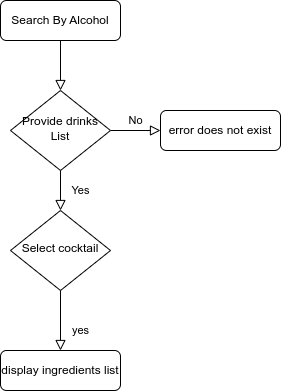 Search By Alcohol
Provide drinks
List
No
error does not exist
Yes
Select cocktail
yes
display ingredients list